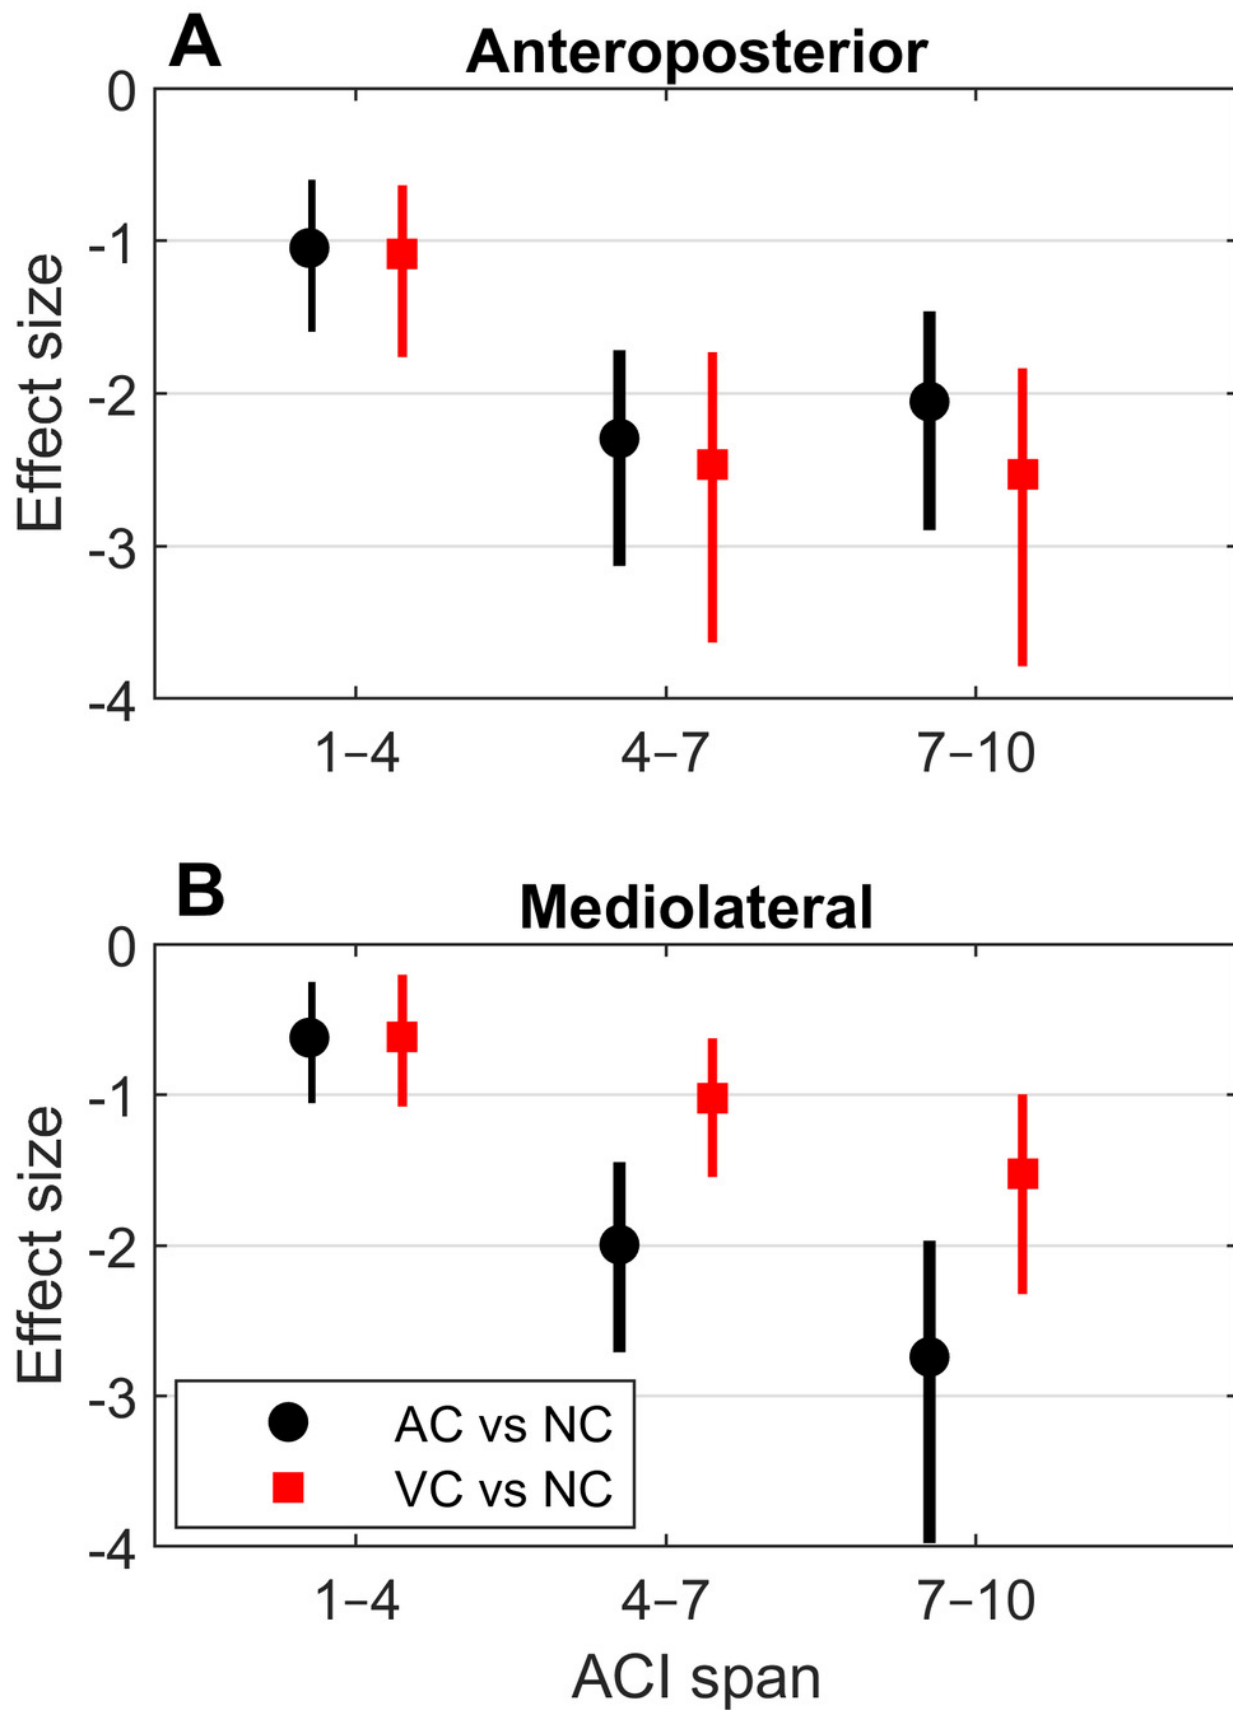 A
Anteroposterior
0
-1
-2
-3
-4
Effect size
1–4
4–7
7–10
B
Mediolateral
0
-1
-2
-3
-4
Effect size
AC vs NC
VC vs NC
1–4
4–7
7–10
ACI span